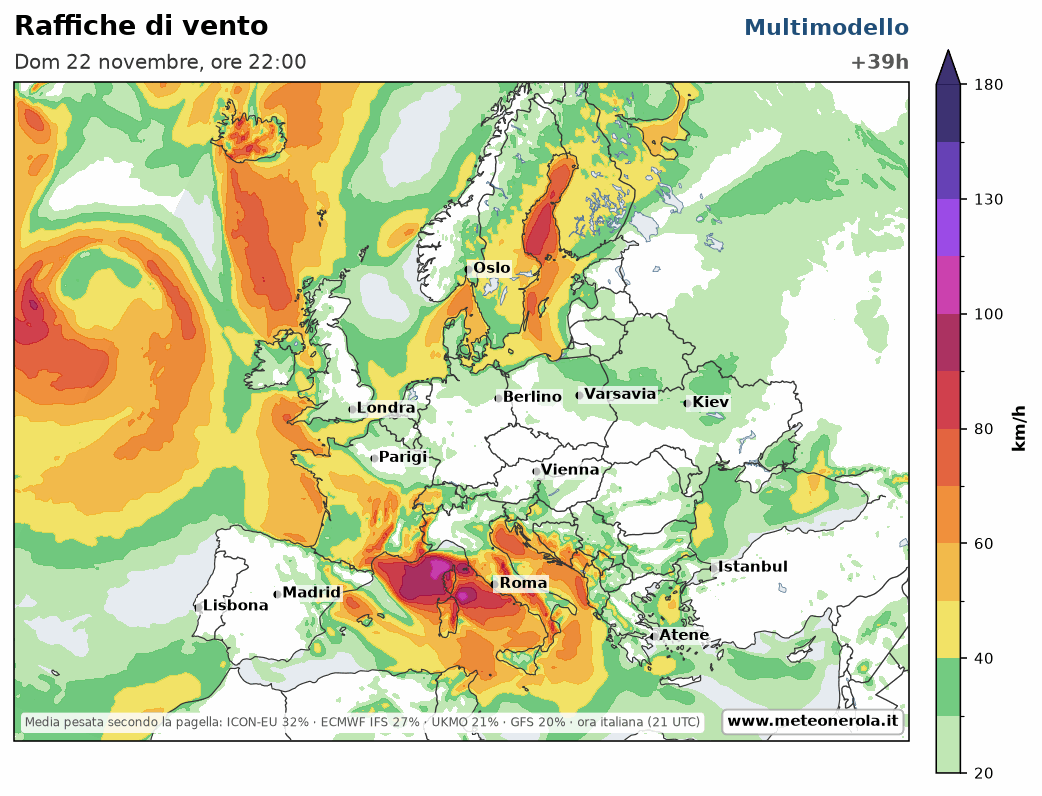 Raffiche di vento
Multimodello
Dom 22 novembre, ore 22:00
+39h
180
130
100
80
60
40
20
km/h
Oslo
Londra
Berlino
Varsavia
Kiev
Parigi
Vienna
Istanbul
Roma
Madrid
Lisbona
Atene
Media pesata secondo la pagella: ICON-EU 32% · ECMWF IFS 27% · UKMO 21% · GFS 20% · ora italiana (21 UTC)
www.meteonerola.it